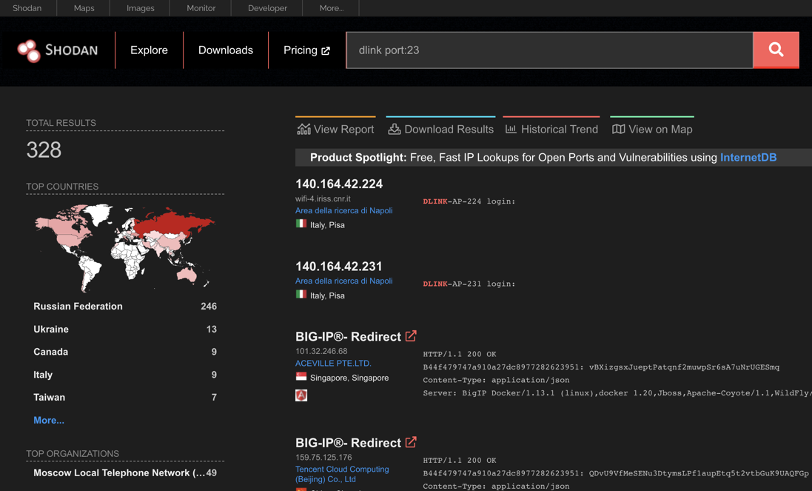 Shodan Maps Images Monitor Developer More...
SHODAN Explore Downloads Pricing dlink port:23
TOTAL RESULTS
328
TOP COUNTRIES
Russian Federation 246
Ukraine 13
Canada 9
Italy 9
Taiwan 7
More...
TOP ORGANIZATIONS
Moscow Local Telephone Network (... 49
View Report Download Results Historical Trend View on Map
Product Spotlight: Free, Fast IP Lookups for Open Ports and Vulnerabilities using InternetDB
140.164.42.224
wifi-4.iriss.cnr.it
Area della ricerca di Napoli
Italy, Pisa
DLINK-AP-224 login:
140.164.42.231
Area della ricerca di Napoli
Italy, Pisa
DLINK-AP-231 login:
BIG-IP®- Redirect
101.32.246.68
ACEVILLE PTE.LTD.
Singapore, Singapore
HTTP/1.1 200 OK
B44f479747a910a27dc8977282623951: vBXizgsxJueptPatqnf2muwpSr6sA7uNrUGESmq
Content-Type: application/json
Server: BigIP Docker/1.13.1 (linux),docker 1.20,Jboss,Apache-Coyote/1.1,WildFly/
BIG-IP®- Redirect
159.75.125.176
Tencent Cloud Computing
(Beijing) Co., Ltd
HTTP/1.1 200 OK
B44f479747a910a27dc8977282623951: QDvU9VfMeSENu3DtymsLPf1aupEtq5t2vtbGuK9UAQFGp
Content-Type: application/json